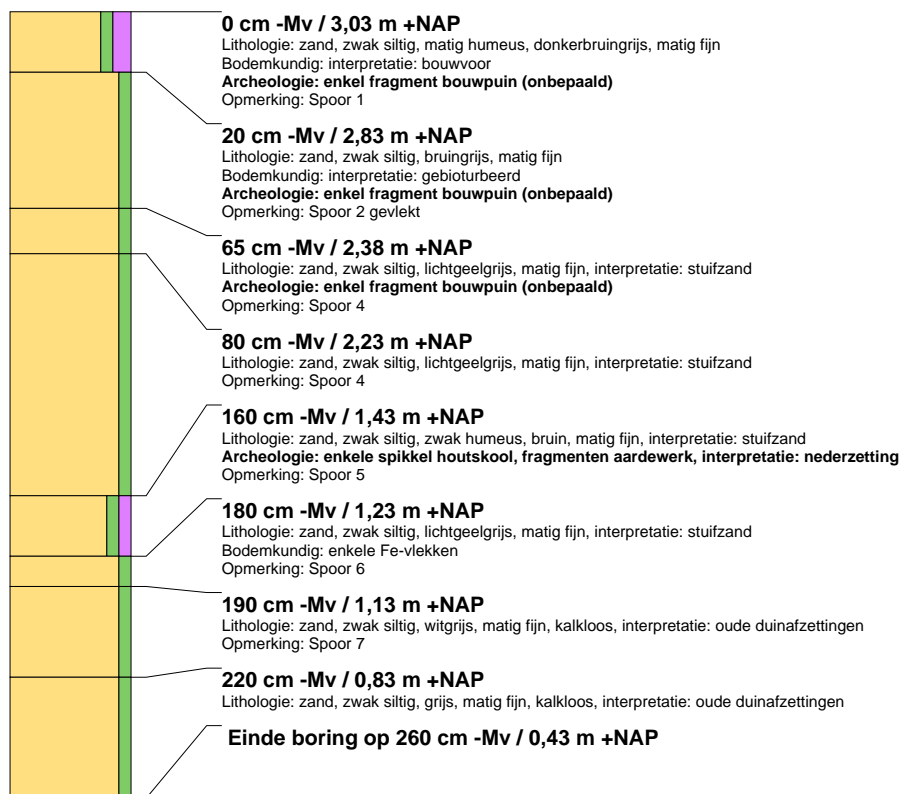 0 cm -Mv / 3,03 m +NAP
Lithologie: zand, zwak siltig, matig humeus, donkerbruingrijs, matig fijn
Bodemkundig: interpretatie: bouwvoor
Archeologie: enkel fragment bouwpuin (onbepaald)
Opmerking: Spoor 1
20 cm -Mv / 2,83 m +NAP
Lithologie: zand, zwak siltig, bruingrijs, matig fijn
Bodemkundig: interpretatie: gebioturbeerd
Archeologie: enkel fragment bouwpuin (onbepaald)
Opmerking: Spoor 2 gevlekt
65 cm -Mv / 2,38 m +NAP
Lithologie: zand, zwak siltig, lichtgeelgrijs, matig fijn, interpretatie: stuifzand
Archeologie: enkel fragment bouwpuin (onbepaald)
Opmerking: Spoor 4
80 cm -Mv / 2,23 m +NAP
Lithologie: zand, zwak siltig, lichtgeelgrijs, matig fijn, interpretatie: stuifzand
Opmerking: Spoor 4
160 cm -Mv / 1,43 m +NAP
Lithologie: zand, zwak siltig, zwak humeus, bruin, matig fijn, interpretatie: stuifzand
Archeologie: enkele spikkel houtskool, fragmenten aardewerk, interpretatie: nederzetting
Opmerking: Spoor 5
180 cm -Mv / 1,23 m +NAP
Lithologie: zand, zwak siltig, lichtgeelgrijs, matig fijn, interpretatie: stuifzand
Bodemkundig: enkele Fe-vlekken
Opmerking: Spoor 6
190 cm -Mv / 1,13 m +NAP
Lithologie: zand, zwak siltig, witgrijs, matig fijn, kalkloos, interpretatie: oude duinafzettingen
Opmerking: Spoor 7
220 cm -Mv / 0,83 m +NAP
Lithologie: zand, zwak siltig, grijs, matig fijn, kalkloos, interpretatie: oude duinafzettingen
Einde boring op 260 cm -Mv / 0,43 m +NAP